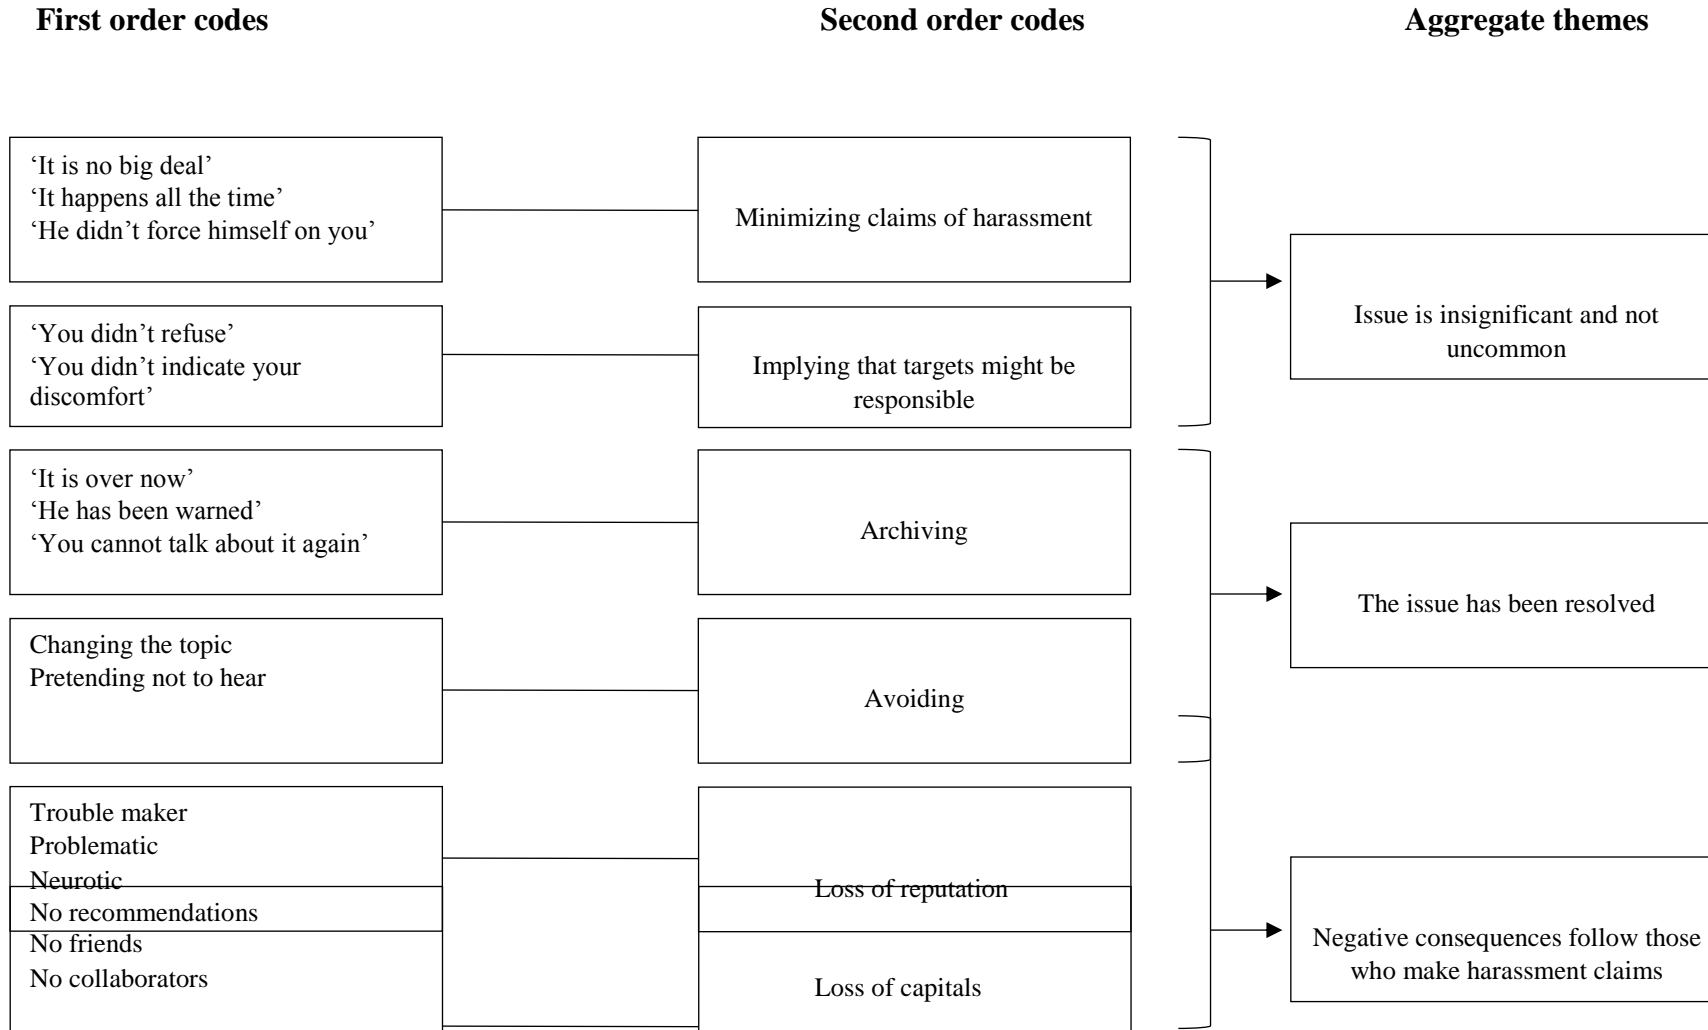 First order codes
Second order codes
Aggregate themes
‘It is no big deal’
‘It happens all the time’
‘He didn’t force himself on you’
Minimizing claims of harassment
‘You didn’t refuse’
‘You didn’t indicate your
discomfort’
Implying that targets might be
responsible
Issue is insignificant and not
uncommon
‘It is over now’
‘He has been warned’
‘You cannot talk about it again’
Archiving
Changing the topic
Pretending not to hear
Avoiding
The issue has been resolved
Trouble maker
Problematic
Neurotic
Loss of reputation
No recommendations
No friends
No collaborators
Loss of capitals
Negative consequences follow those
who make harassment claims